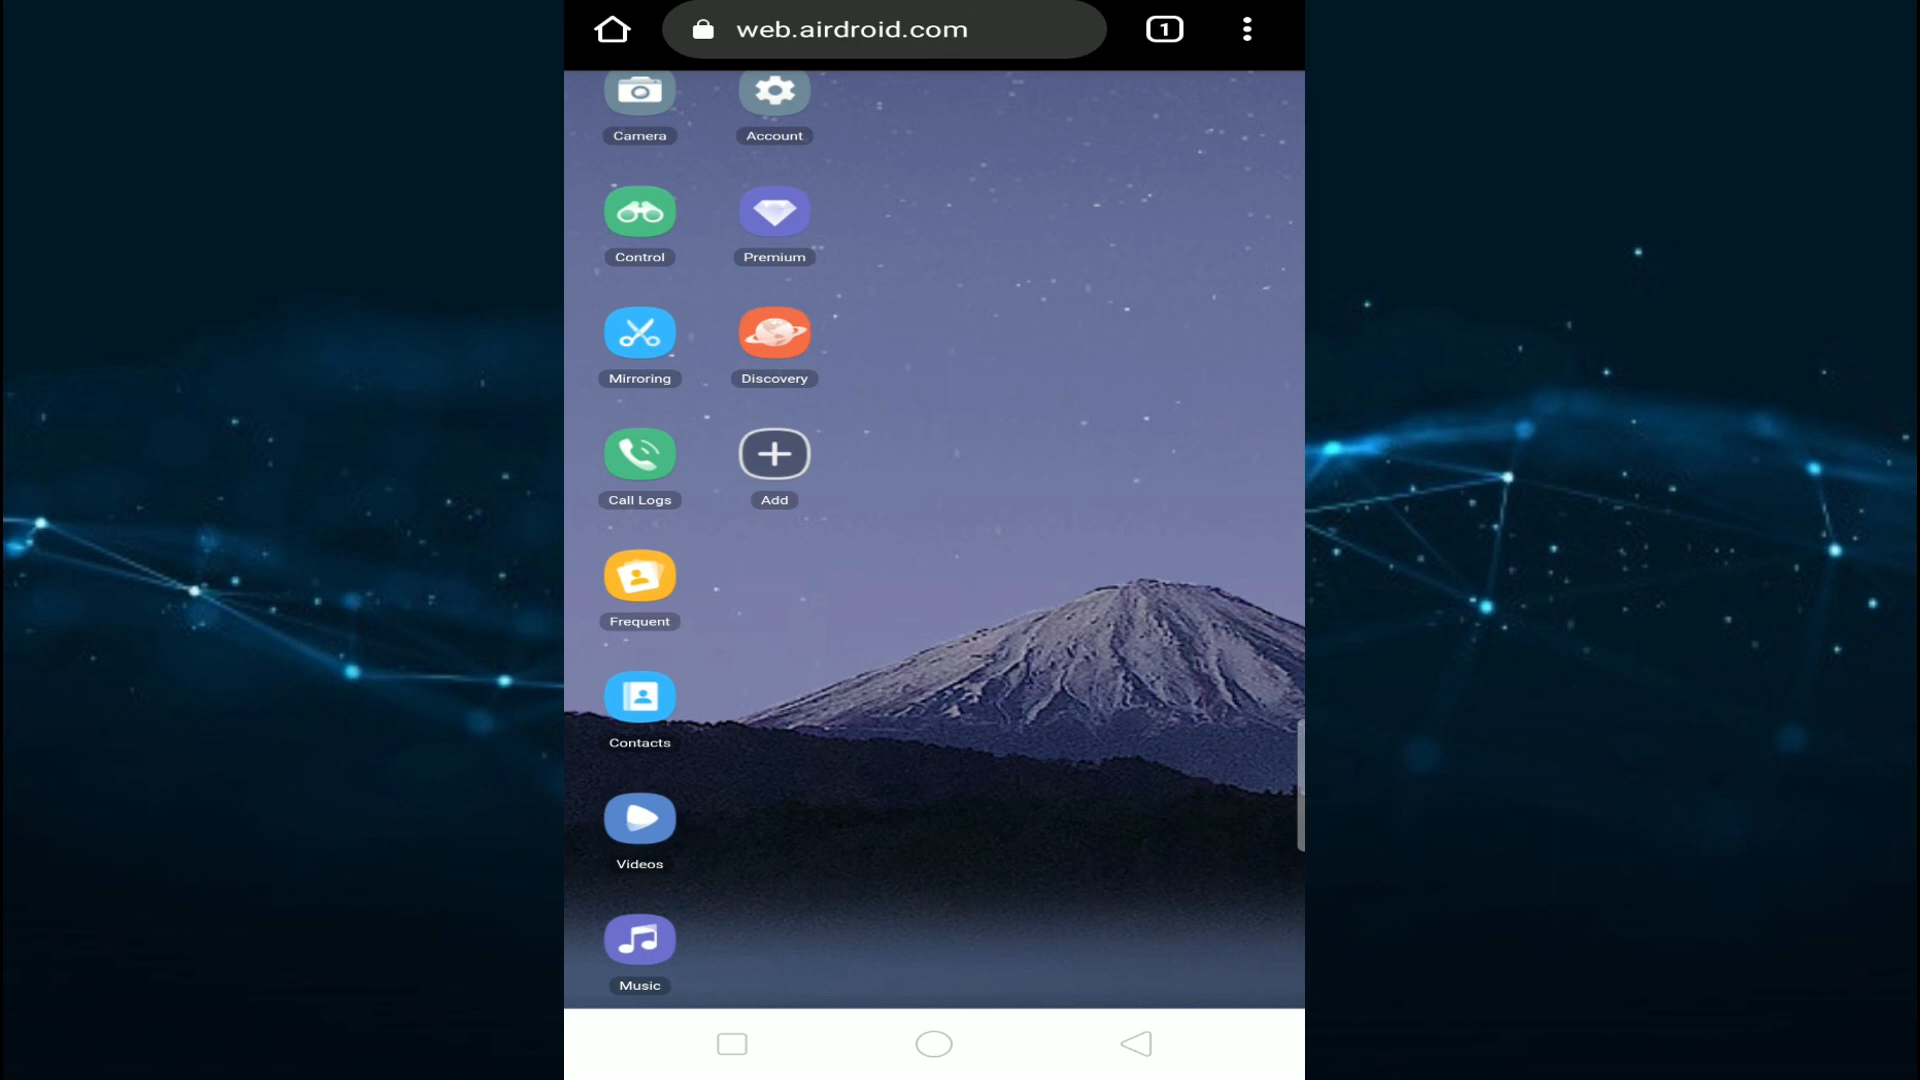 web.airdroid.com
1
Camera
Account
Control
Premium
Mirroring
Discovery
Call Logs
Add
Frequent
Contacts
Videos
Music